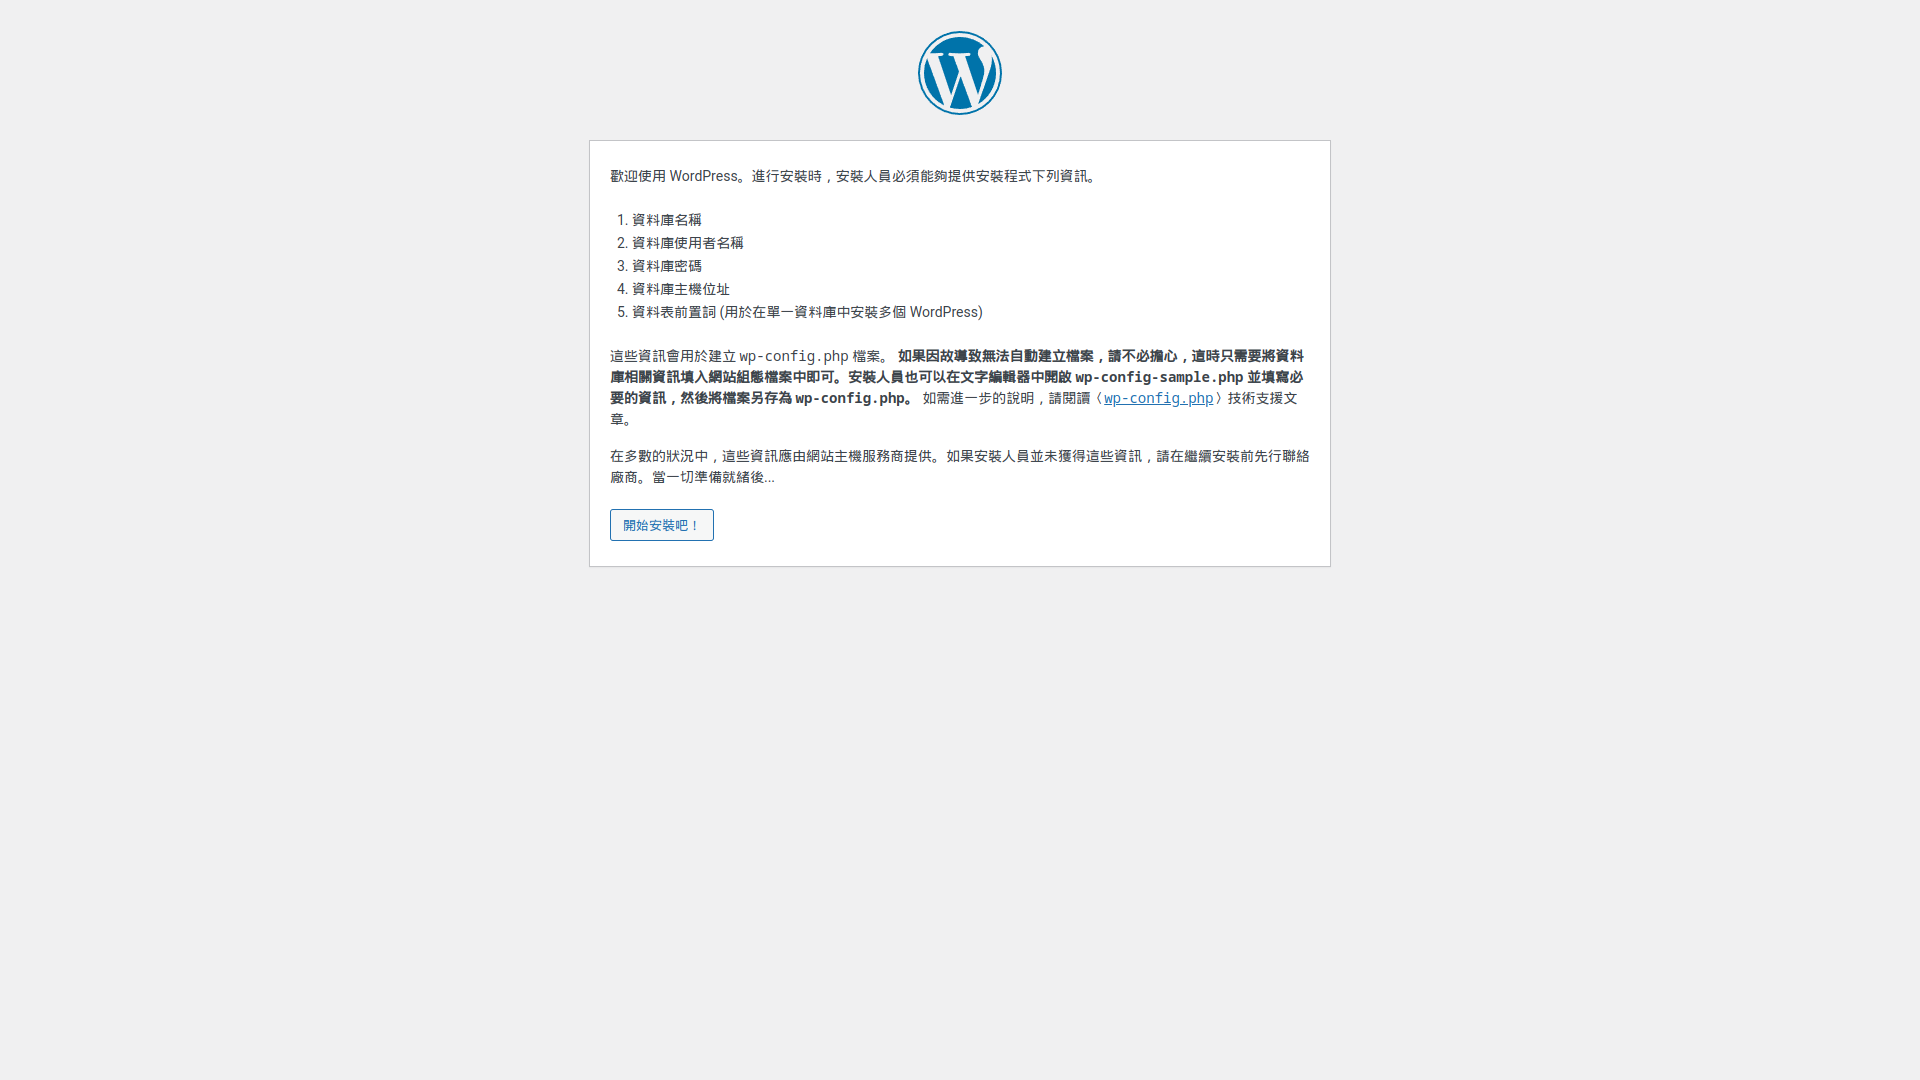 歡迎使用 WordPress。進行安裝時，安裝人員必須能夠提供安裝程式下列資訊。
1. 資料庫名稱
2. 資料庫使用者名稱
3. 資料庫密碼
4. 資料庫主機位址
5. 資料表前置詞 (用於在單一資料庫中安裝多個 WordPress)
這些資訊會用於建立 wp-config.php 檔案。 如果因故導致無法自動建立檔案，請不必擔心，這時只需要將資料
庫相關資訊填入網站組態檔案中即可。安裝人員也可以在文字編輯器中開啟 wp-config-sample.php 並填寫必
要的資訊，然後將檔案另存為 wp-config.php。 如需進一步的說明，請閱讀〈wp-config.php〉技術支援文
章。
在多數的狀況中，這些資訊應由網站主機服務商提供。如果安裝人員並未獲得這些資訊，請在繼續安裝前先行聯絡
廠商。當一切準備就緒後...
開始安裝吧！